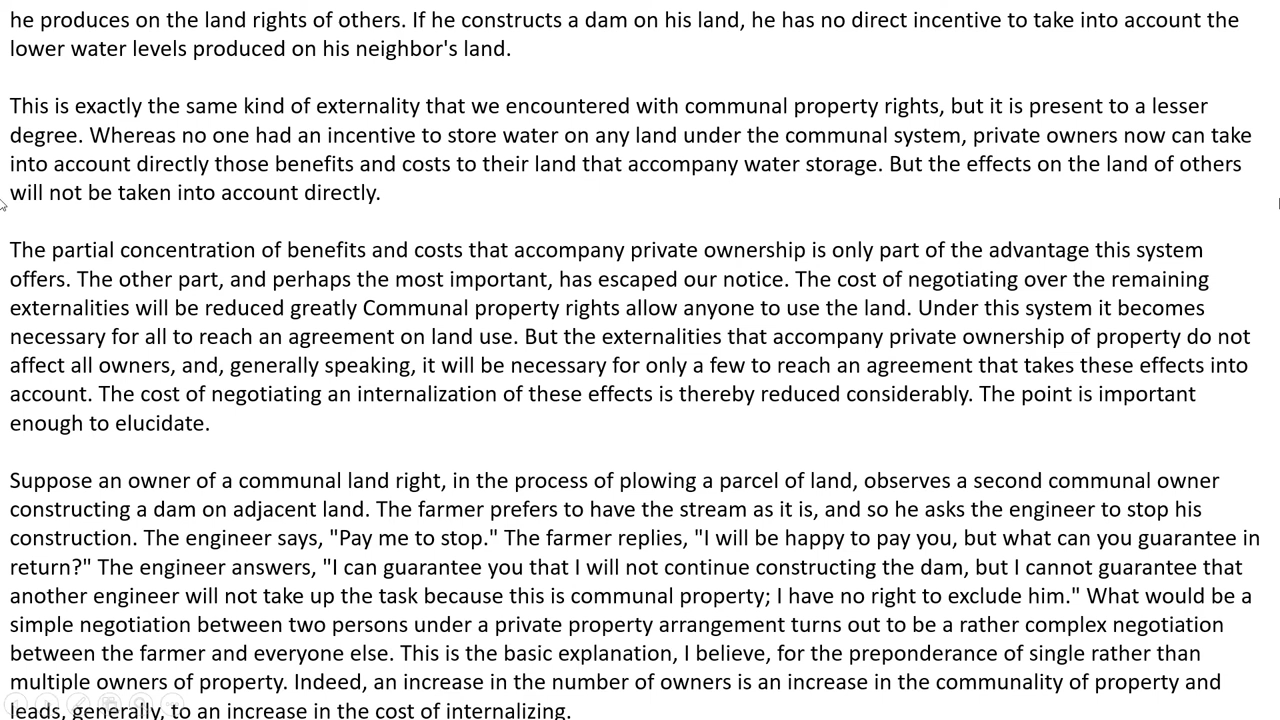 he produces on the land rights of others. If he constructs a dam on his land, he has no direct incentive to take into account the
lower water levels produced on his neighbor's land.
This is exactly the same kind of externality that we encountered with communal property rights, but it is present to a lesser
degree. Whereas no one had an incentive to store water on any land under the communal system, private owners now can take
into account directly those benefits and costs to their land that accompany water storage. But the effects on the land of others
will not be taken into account directly.
The partial concentration of benefits and costs that accompany private ownership is only part of the advantage this system
offers. The other part, and perhaps the most important, has escaped our notice. The cost of negotiating over the remaining
externalities will be reduced greatly Communal property rights allow anyone to use the land. Under this system it becomes
necessary for all to reach an agreement on land use. But the externalities that accompany private ownership of property do not
affect all owners, and, generally speaking, it will be necessary for only a few to reach an agreement that takes these effects into
account. The cost of negotiating an internalization of these effects is thereby reduced considerably. The point is important
enough to elucidate.
Suppose an owner of a communal land right, in the process of plowing a parcel of land, observes a second communal owner
constructing a dam on adjacent land. The farmer prefers to have the stream as it is, and so he asks the engineer to stop his
construction. The engineer says, "Pay me to stop." The farmer replies, "I will be happy to pay you, but what can you guarantee in
return?" The engineer answers, "I can guarantee you that I will not continue constructing the dam, but I cannot guarantee that
another engineer will not take up the task because this is communal property; I have no right to exclude him." What would be a
simple negotiation between two persons under a private property arrangement turns out to be a rather complex negotiation
between the farmer and everyone else. This is the basic explanation, I believe, for the preponderance of single rather than
multiple owners of property. Indeed, an increase in the number of owners is an increase in the communality of property and
leads, generally, to an increase in the cost of internalizing.